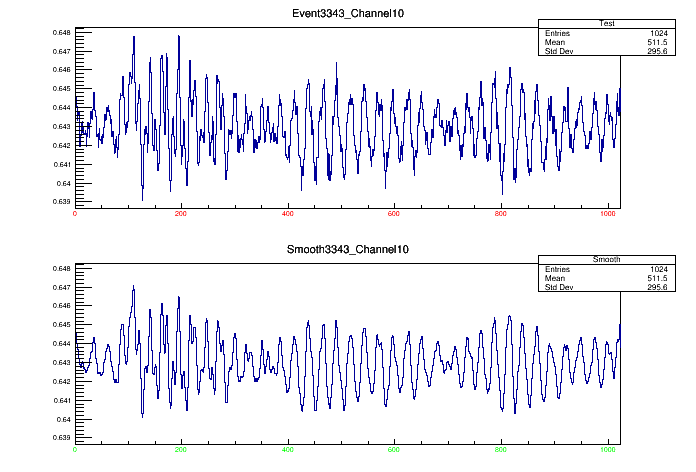 Event3343_Channel10
Test
Entries 1024
Mean 511.5
Std Dev 295.6
0.648
0.647
0.646
0.645
0.644
0.643
0.642
0.641
0.64
0.639
0 200 400 600 800 1000
Smooth3343_Channel10
Smooth
Entries 1024
Mean 511.5
Std Dev 295.6
0.648
0.647
0.646
0.645
0.644
0.643
0.642
0.641
0.64
0.639
0 200 400 600 800 1000